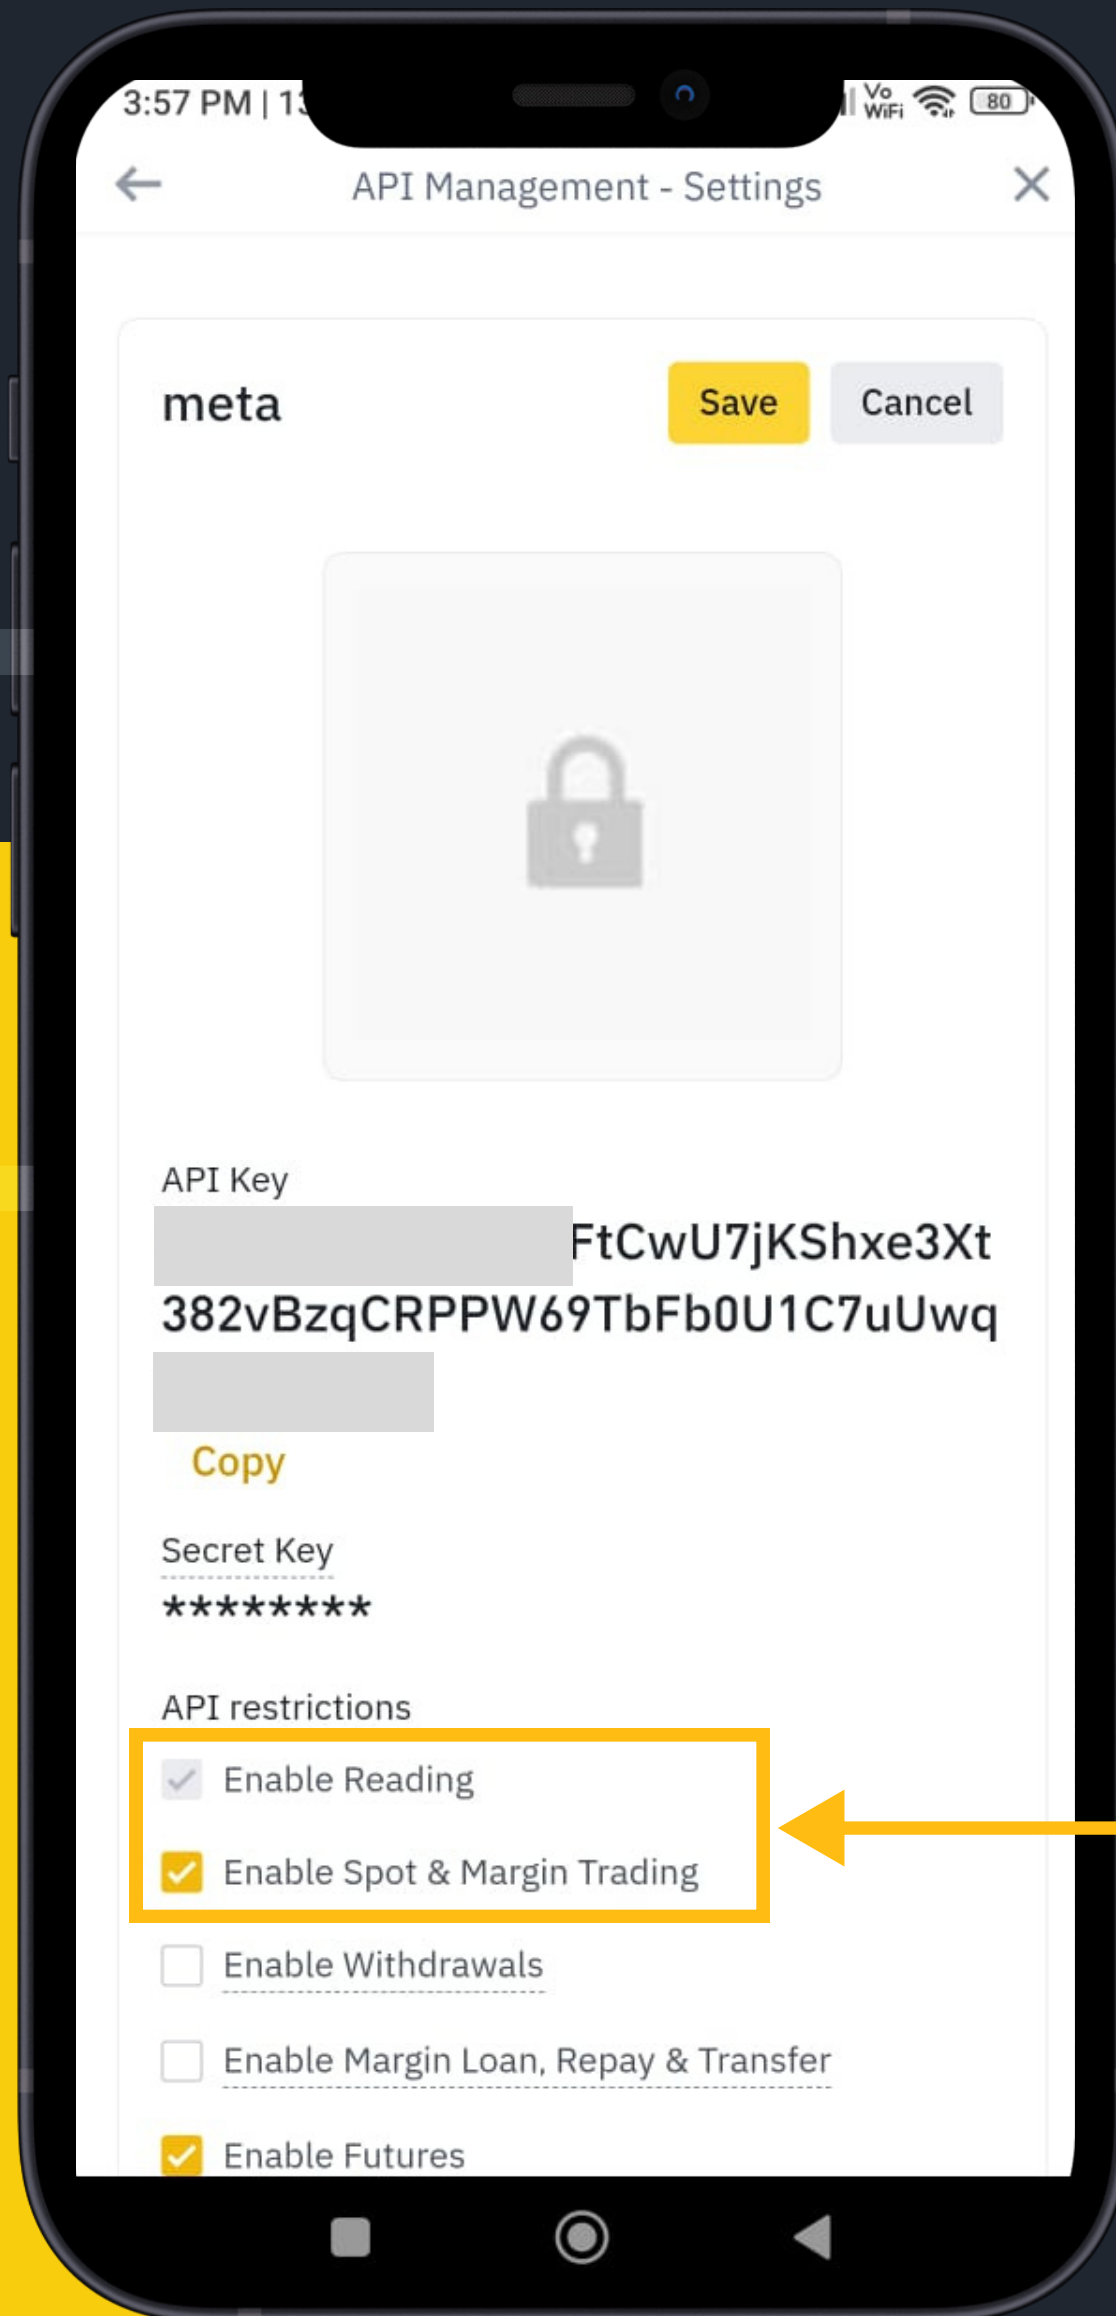 3:57 PM | 13
Vo
WiFi
80
API Management - Settings
meta
Save
Cancel
API Key
FtCwU7jKShxe3Xt
382vBzqCRPPW69TbFb0U1C7uUwq
Copy
Secret Key
********
API restrictions
Enable Reading
Enable Spot & Margin Trading
Enable Withdrawals
Enable Margin Loan, Repay & Transfer
Enable Futures